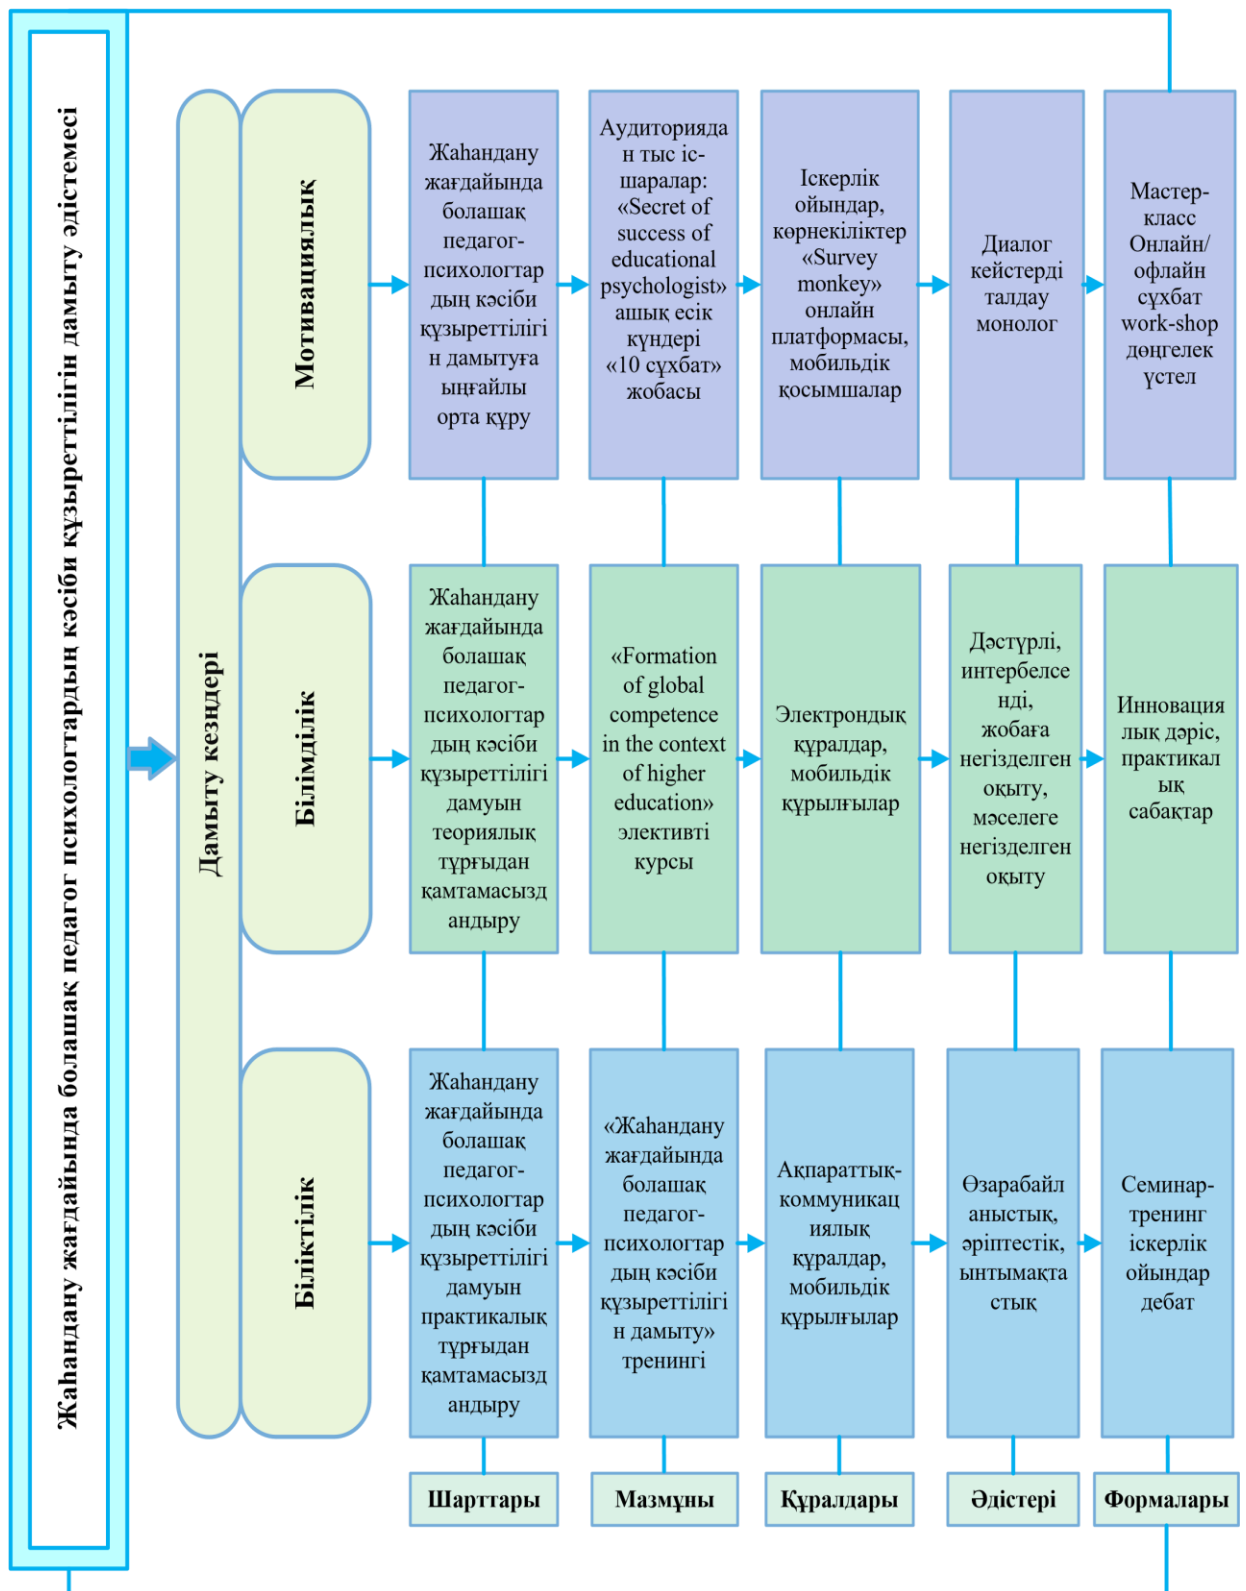 Жаһандану жағдайында болашақ педагог психологтардың кәсіби құзыреттілігін дамыту әдістемесі
Дамыту кезңдері
Мотивациялық
Жаһандану
жағдайында
болашақ
педагог-
психологтар
дың кәсіби
құзыреттілігі
н дамытуға
ыңғайлы
орта құру
Аудиторияда
н тыс іс-
шаралар:
«Secret of
success of
educational
psychologist»
ашық есік
күндері
«10 сұхбат»
жобасы
Іскерлік
ойындар,
көрнекіліктер
«Survey
monkey»
онлайн
платформасы,
мобильдік
қосымшалар
Диалог
кейстерді
талдау
монолог
Мастер-
класс
Онлайн/
офлайн
сұхбат
work-shop
дөңгелек
үстел
Білімділік
Жаһандану
жағдайында
болашақ
педагог-
психологтар
дың кәсіби
құзыреттілігі
дамуын
теориялық
тұрғыдан
қамтамасызд
андыру
«Formation
of global
competence
in the context
of higher
education»
элективті
курсы
Электрондық
құралдар,
мобильдік
құрылғылар
Дәстүрлі,
интербелсе
нді,
жобаға
негізделген
оқыту,
мәселеге
негізделген
оқыту
Инновация
лық дәріс,
практикал
ық
сабақтар
Біліктілік
Жаһандану
жағдайында
болашақ
педагог-
психологтар
дың кәсіби
құзыреттілігі
дамуын
практикалық
тұрғыдан
қамтамасызд
андыру
«Жаһандану
жағдайында
болашақ
педагог-
психологтар
дың кәсіби
құзыреттілігі
н дамыту»
тренингі
Ақпараттық-
коммуникац
иялық
құралдар,
мобильдік
құрылғылар
Өзарабайл
аныстық,
әріптестік,
ынтымақта
стық
Семинар-
тренинг
іскерлік
ойындар
дебат
Шарттары
Мазмұны
Құралдары
Әдістері
Формалары